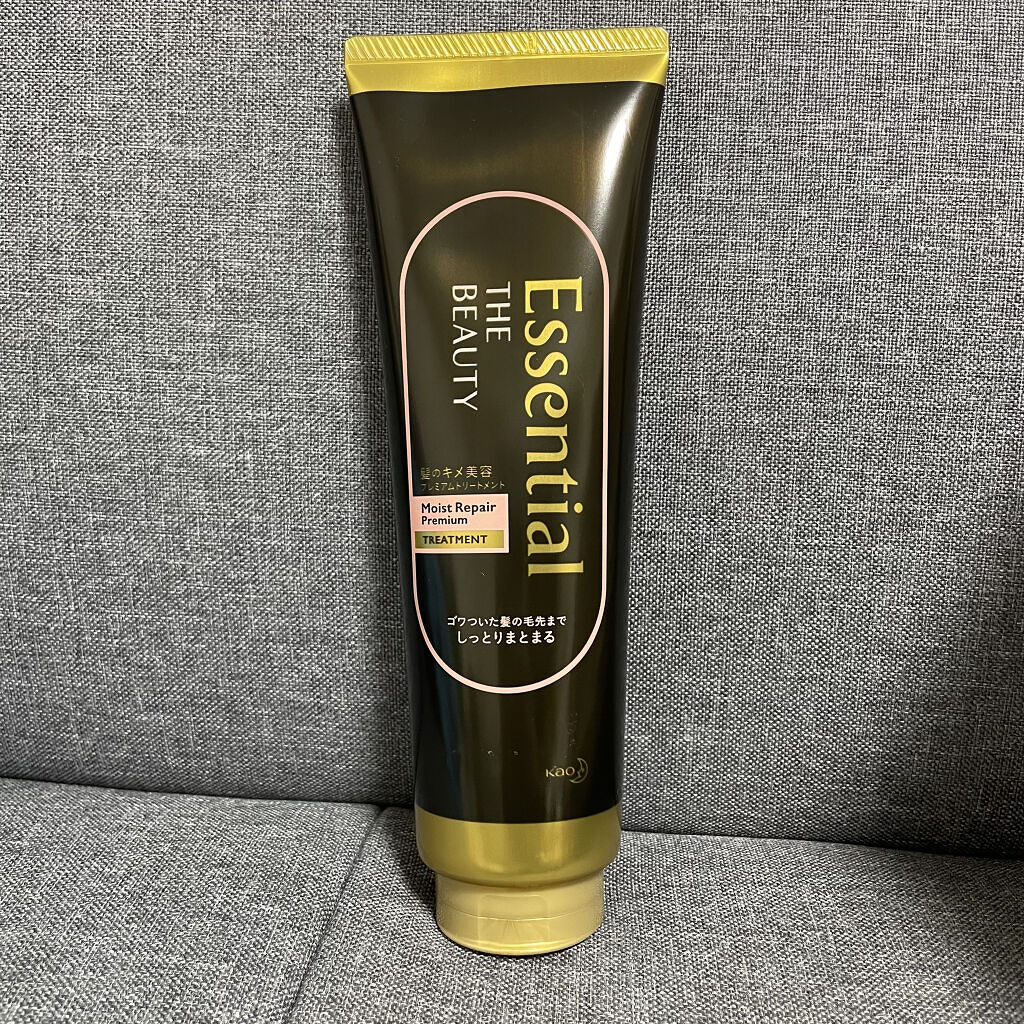 Essential
THE
BEAUTY
髪のキメ美容
プレミアムトリートメント
Moist Repair
Premium
TREATMENT
ゴワついた髪の毛先まで
しっとりまとまる
Kao